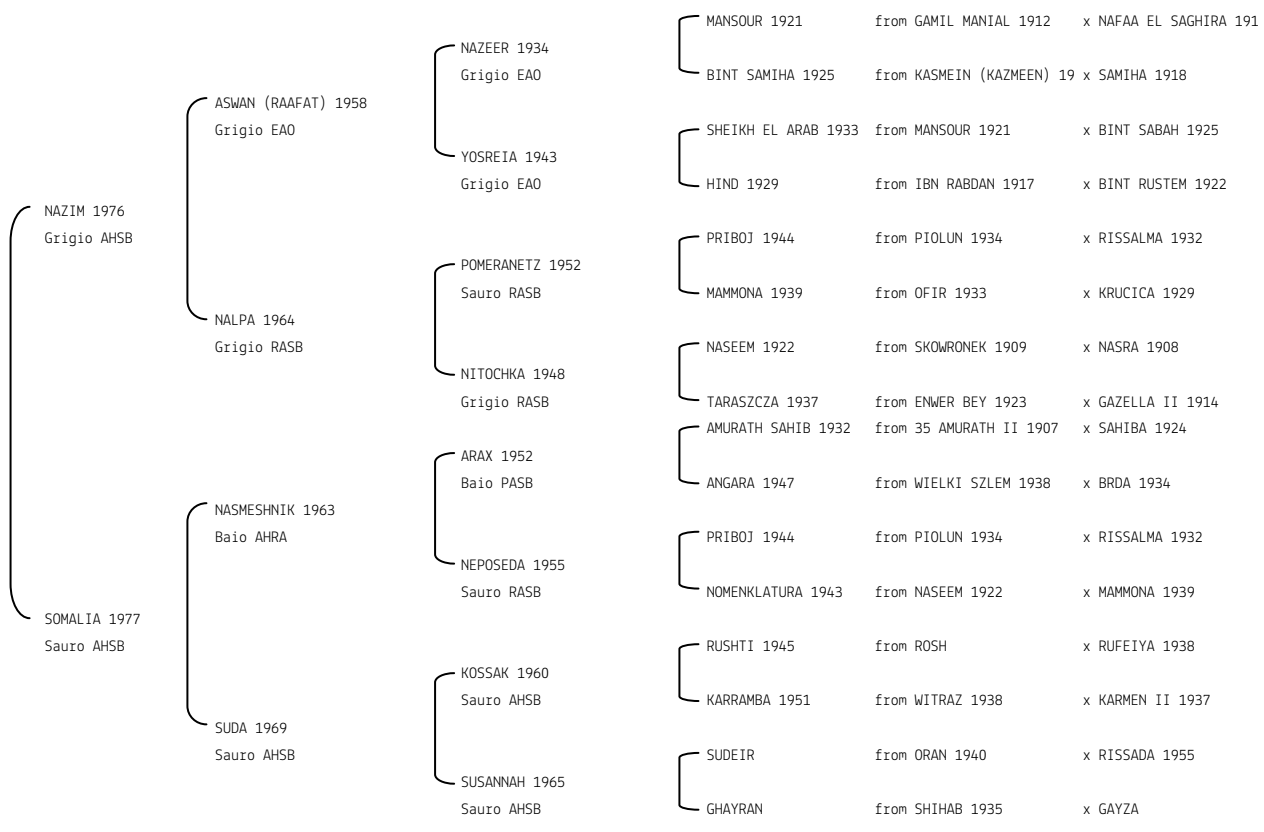 MANSOUR 1921 from GAMIL MANIAL 1912 x NAFAA EL SAGHIRA 191
NAZEER 1934
Grigio EAO
BINT SAMIHA 1925 from KASMEIN (KAZMEEN) 19 x SAMIHA 1918
ASWAN (RAAFAT) 1958
Grigio EAO
SHEIKH EL ARAB 1933 from MANSOUR 1921 x BINT SABAH 1925
YOSREIA 1943
Grigio EAO
HIND 1929 from IBN RABDAN 1917 x BINT RUSTEM 1922
NAZIM 1976
Grigio AHSB
PRIBOJ 1944 from PIOLUN 1934 x RISSALMA 1932
POMERANETZ 1952
Sauro RASB
MAMMONA 1939 from OFIR 1933 x KRUCICA 1929
NALPA 1964
Grigio RASB
NASEEM 1922 from SKOWRONEK 1909 x NASRA 1908
NITOCHKA 1948
Grigio RASB
TARASZCZA 1937 from ENWER BEY 1923 x GAZELLA II 1914
AMURATH SAHIB 1932 from 35 AMURATH II 1907 x SAHIBA 1924
ARAX 1952
Baio PASB
ANGARA 1947 from WIELKI SZLEM 1938 x BRDA 1934
NASMESHNIK 1963
Baio AHRA
PRIBOJ 1944 from PIOLUN 1934 x RISSALMA 1932
NEPOSEDA 1955
Sauro RASB
NOMENKLATURA 1943 from NASEEM 1922 x MAMMONA 1939
SOMALIA 1977
Sauro AHSB
RUSHTI 1945 from ROSH x RUFEIYA 1938
KOSSAK 1960
Sauro AHSB
KARRAMBA 1951 from WITRAZ 1938 x KARMEN II 1937
SUDA 1969
Sauro AHSB
SUDEIR from ORAN 1940 x RISSADA 1955
SUSANNAH 1965
Sauro AHSB
GHAYRAN from SHIHAB 1935 x GAYZA